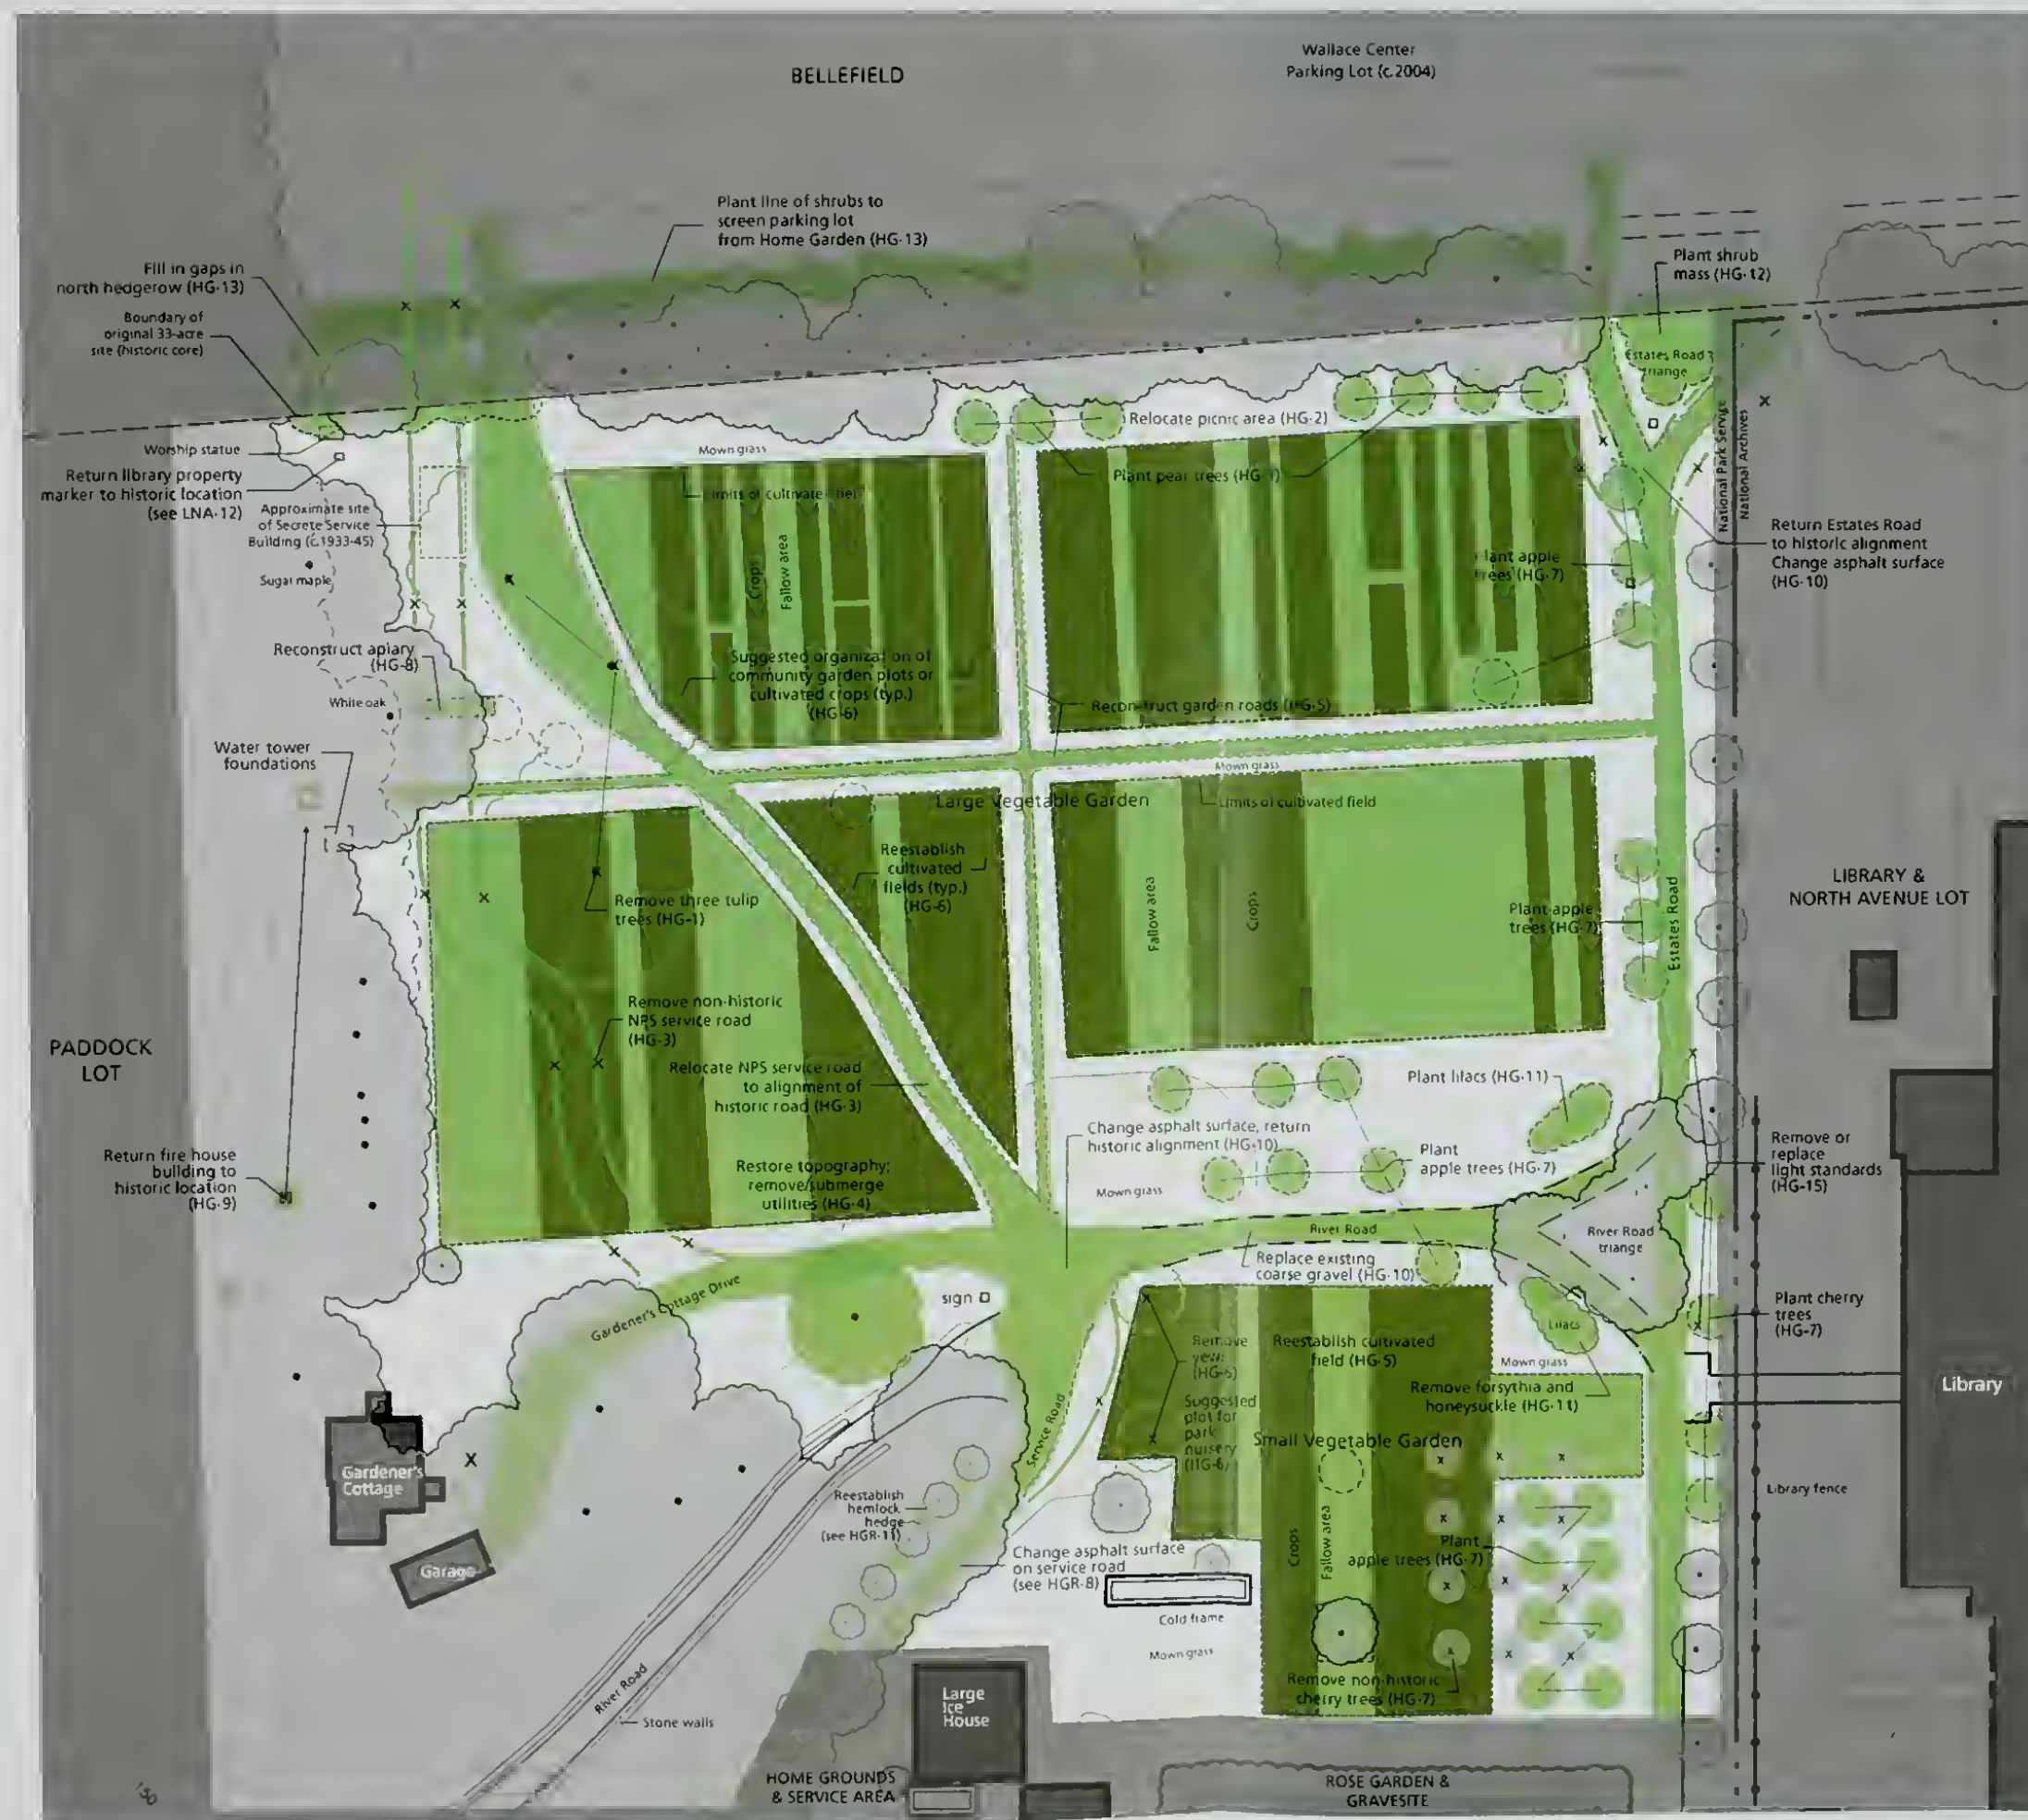 BELLEFIELD
Wallace Center
Parking Lot (c.2004)
Plant line of shrubs to
screen parking lot
from Home Garden (HG-13)
Plant shrub
mass (HG-12)
Fill in gaps in
north hedgerow (HG-13)
Boundary of
original 33-acre
site (historic core)
Estates Road
triange
National Park Service
National Archives
Worship statue
Return library property
marker to historic location
(see LNA-12)
Mown grass
Relocate picnic area (HG-2)
Plant pear trees (HG-1)
Limits of cultivate field
Approximate site
of Secrete Service
Building (c.1933-45)
Sugar maple
Crops
Fallow area
Plant apple
trees (HG-7)
Return Estates Road
to historic alignment
Change asphalt surface
(HG-10)
Reconstruct apiary
(HG-8)
White oak
Suggested organization of
community garden plots or
cultivated crops (typ.)
(HG-6)
Reconstruct garden roads (HG-5)
Water tower
foundations
Mown grass
Large Vegetable Garden
Limits of cultivated field
Reestablish
cultivated
fields (typ.)
(HG-6)
Remove three tulip
trees (HG-1)
Fallow area
Crops
Plant apple
trees (HG-7)
Estates Road
LIBRARY &
NORTH AVENUE LOT
PADDOCK
LOT
Remove non-historic
NPS service road
(HG-3)
Relocate NPS service road
to alignment of
historic road (HG-3)
Plant lilacs (HG-11)
Change asphalt surface, return
historic alignment (HG-10)
Return fire house
building to
historic location
(HG-9)
Restore topography;
remove/submerge
utilities (HG-4)
Plant
apple trees (HG-7)
Mown grass
Remove or
replace
light standards
(HG-15)
River Road
River Road
triange
Replace existing
coarse gravel (HG-10)
Gardener's Cottage Drive
sign
Plant cherry
trees
(HG-7)
Lilacs
Remove
(HG-6)
Reestablish cultivated
field (HG-5)
Mown grass
Remove forsythia and
honeysuckle (HG-11)
Suggested
plot for
park
nursery
(HG-6)
Small Vegetable Garden
Library
Service Road
Gardener's
Cottage
Garage
Reestablish
hemlock
hedge
(see HGR-11)
Library fence
Change asphalt surface
on service road
(see HGR-8)
Crops
Fallow area
Plant
apple trees (HG-7)
Cold frame
Mown grass
Remove non-historic
cherry trees (HG-7)
River Road
Stone walls
Large
Ice
House
HOME GROUNDS
& SERVICE AREA
ROSE GARDEN &
GRAVESITE